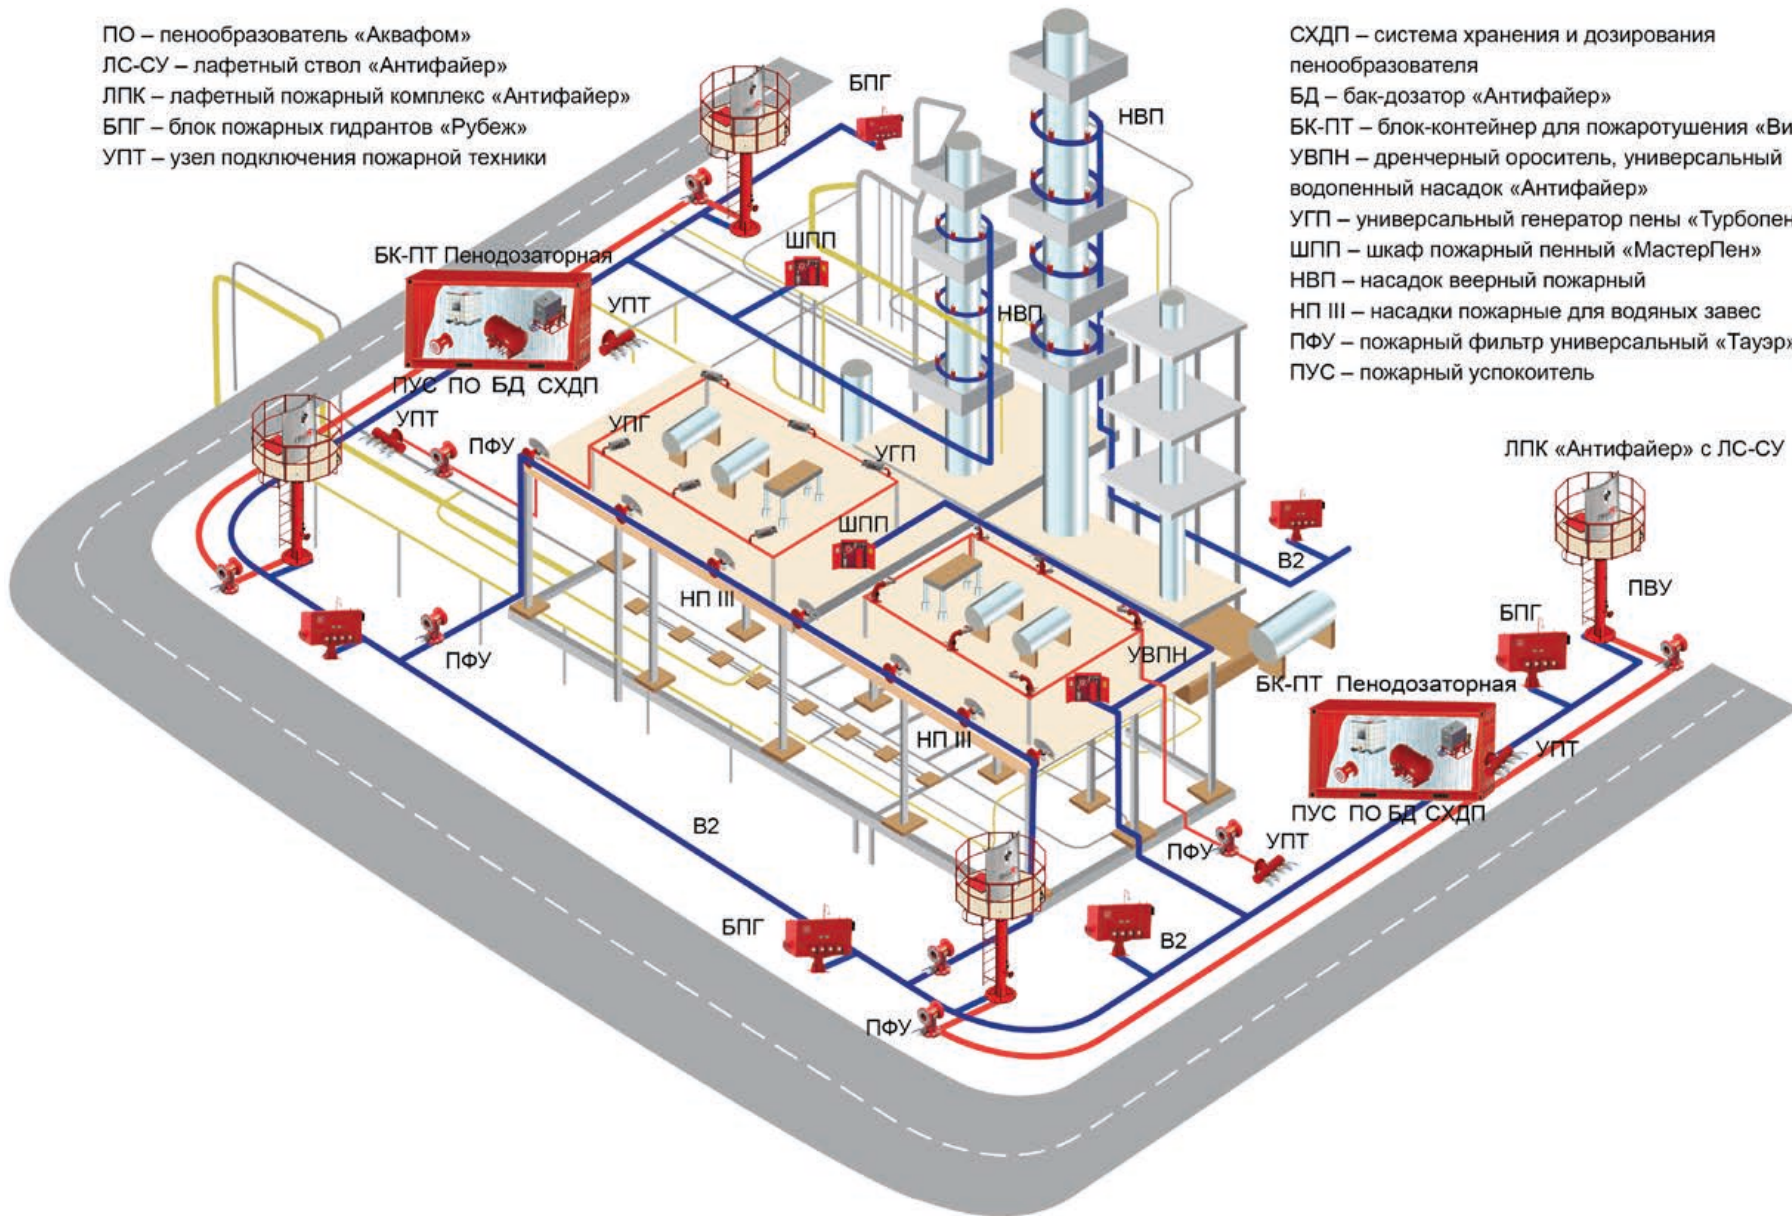 ПО – пенообразователь «Аквафом»
ЛС-СУ – лафетный ствол «Антифайер»
ЛПК – лафетный пожарный комплекс «Антифайер»
БПГ – блок пожарных гидрантов «Рубеж»
УПТ – узел подключения пожарной техники
СХДП – система хранения и дозирования
пенообразователя
БД – бак-дозатор «Антифайер»
БК-ПТ – блок-контейнер для пожаротушения «Ви
УВПН – дренчерный ороситель, универсальный
водопенный насадок «Антифайер»
УГП – универсальный генератор пены «Турбопен
ШПП – шкаф пожарный пенный «МастерПен»
НВП – насадок веерный пожарный
НП III – насадки пожарные для водяных завес
ПФУ – пожарный фильтр универсальный «Тауэр»
ПУС – пожарный успокоитель
БПГ
НВП
ШПП
БК-ПТ Пенодозаторная
УПТ
НВП
ПУС ПО БД СХДП
УПТ
ПФУ
УПГ
УГП
ЛПК «Антифайер» с ЛС-СУ
ШПП
В2
НП III
ПВУ
БПГ
ПФУ
УВПН
БК-ПТ Пенодозаторная
НП III
УПТ
ПУС ПО БД СХДП
В2
ПФУ
УПТ
БПГ
В2
ПФУ